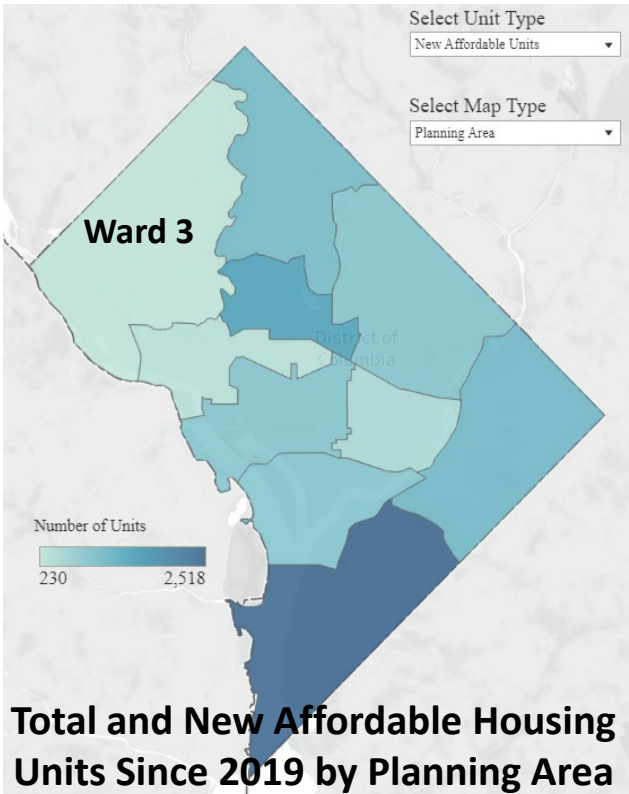 Select Unit Type
New Affordable Units
Select Map Type
Planning Area
Ward 3
District of
Columbia
Number of Units
230 2,518
Total and New Affordable Housing
Units Since 2019 by Planning Area